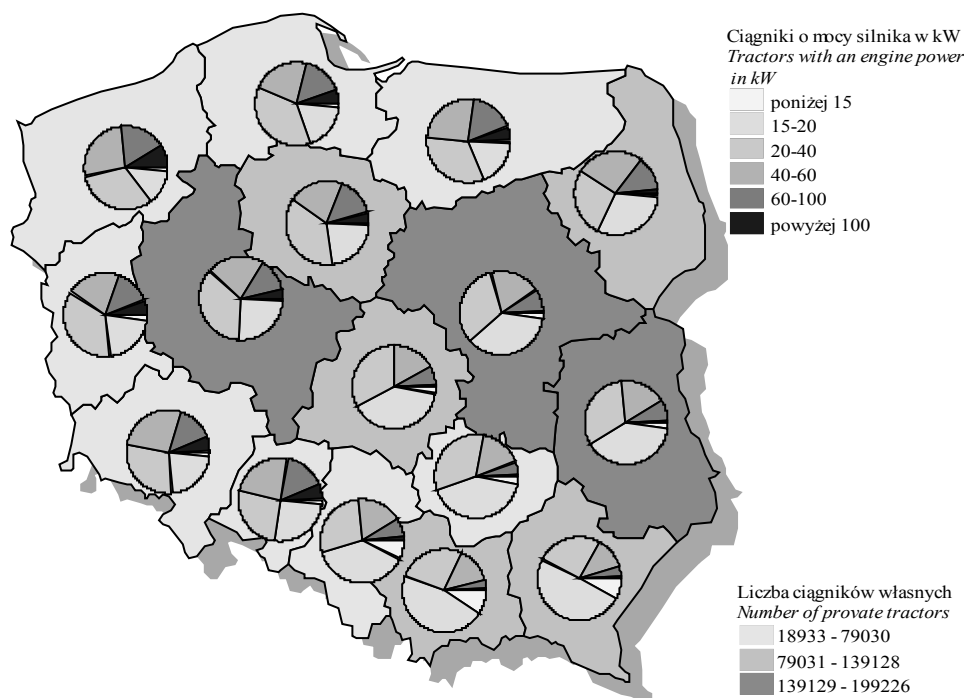 Ciągniki o mocy silnika w kW
Tractors with an engine power
in kW
poniżej 15
15-20
20-40
40-60
60-100
powyżej 100
Liczba ciągników własnych
Number of provate tractors
18933 - 79030
79031 - 139128
139129 - 199226